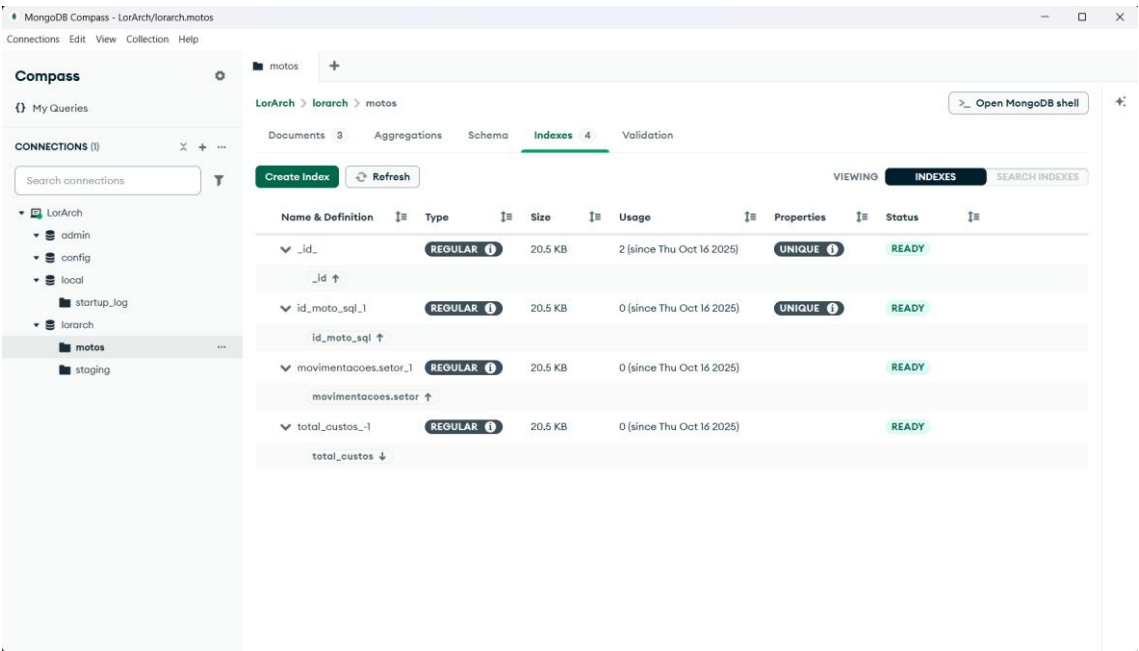 MongoDB Compass - LorArch/lorarch.motos
Connections Edit View Collection Help
Compass
{} My Queries
CONNECTIONS (1)
Search connections
LorArch
admin
config
local
startup_log
lorarch
motos
staging
motos
LorArch > lorarch > motos
>_ Open MongoDB shell
Documents 3 Aggregations Schema Indexes 4 Validation
Create Index Refresh VIEWING INDEXES SEARCH INDEXES
Name & Definition Type Size Usage Properties Status
_id_ REGULAR 20.5 KB 2 (since Thu Oct 16 2025) UNIQUE READY
_id ↑
id_moto_sql_1 REGULAR 20.5 KB 0 (since Thu Oct 16 2025) UNIQUE READY
id_moto_sql ↑
movimentacoes.setor_1 REGULAR 20.5 KB 0 (since Thu Oct 16 2025) READY
movimentacoes.setor ↑
total_custos_-1 REGULAR 20.5 KB 0 (since Thu Oct 16 2025) READY
total_custos ↓